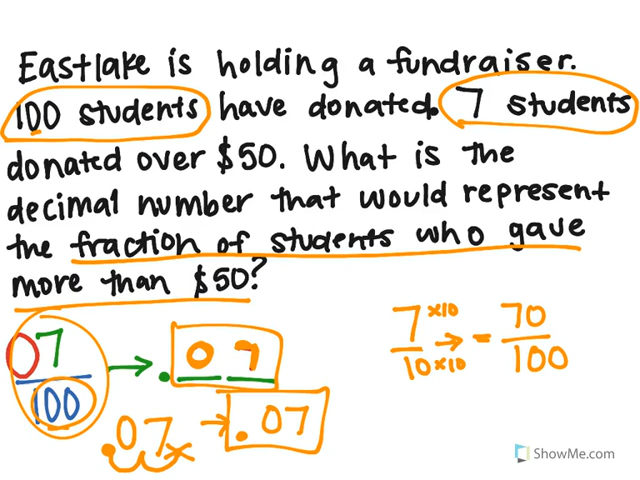 Eastlake is holding a fundraiser.
100 students have donated. 7 students
donated over $50. What is the
decimal number that would represent
the fraction of students who gave
more than $50?
07/100 → .07
.07 → .07
7/10 ×10/×10 → = 70/100
ShowMe.com